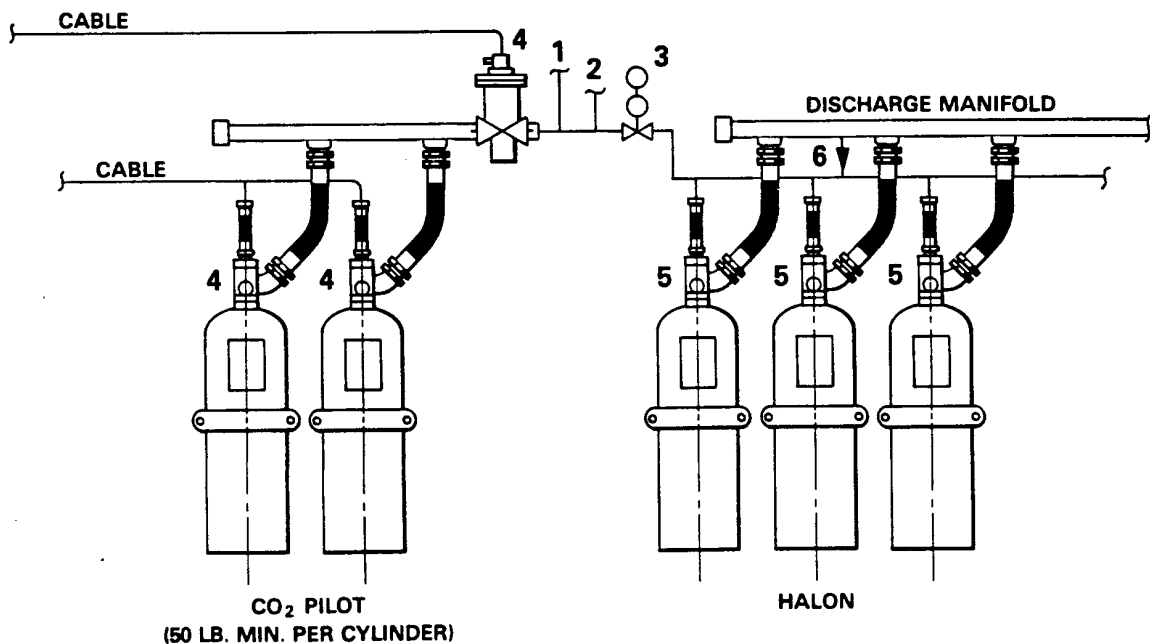 CABLE
4
1
2
3
DISCHARGE MANIFOLD
CABLE
6
4
4
5
5
5
CO₂ PILOT
(50 LB. MIN. PER CYLINDER)
HALON